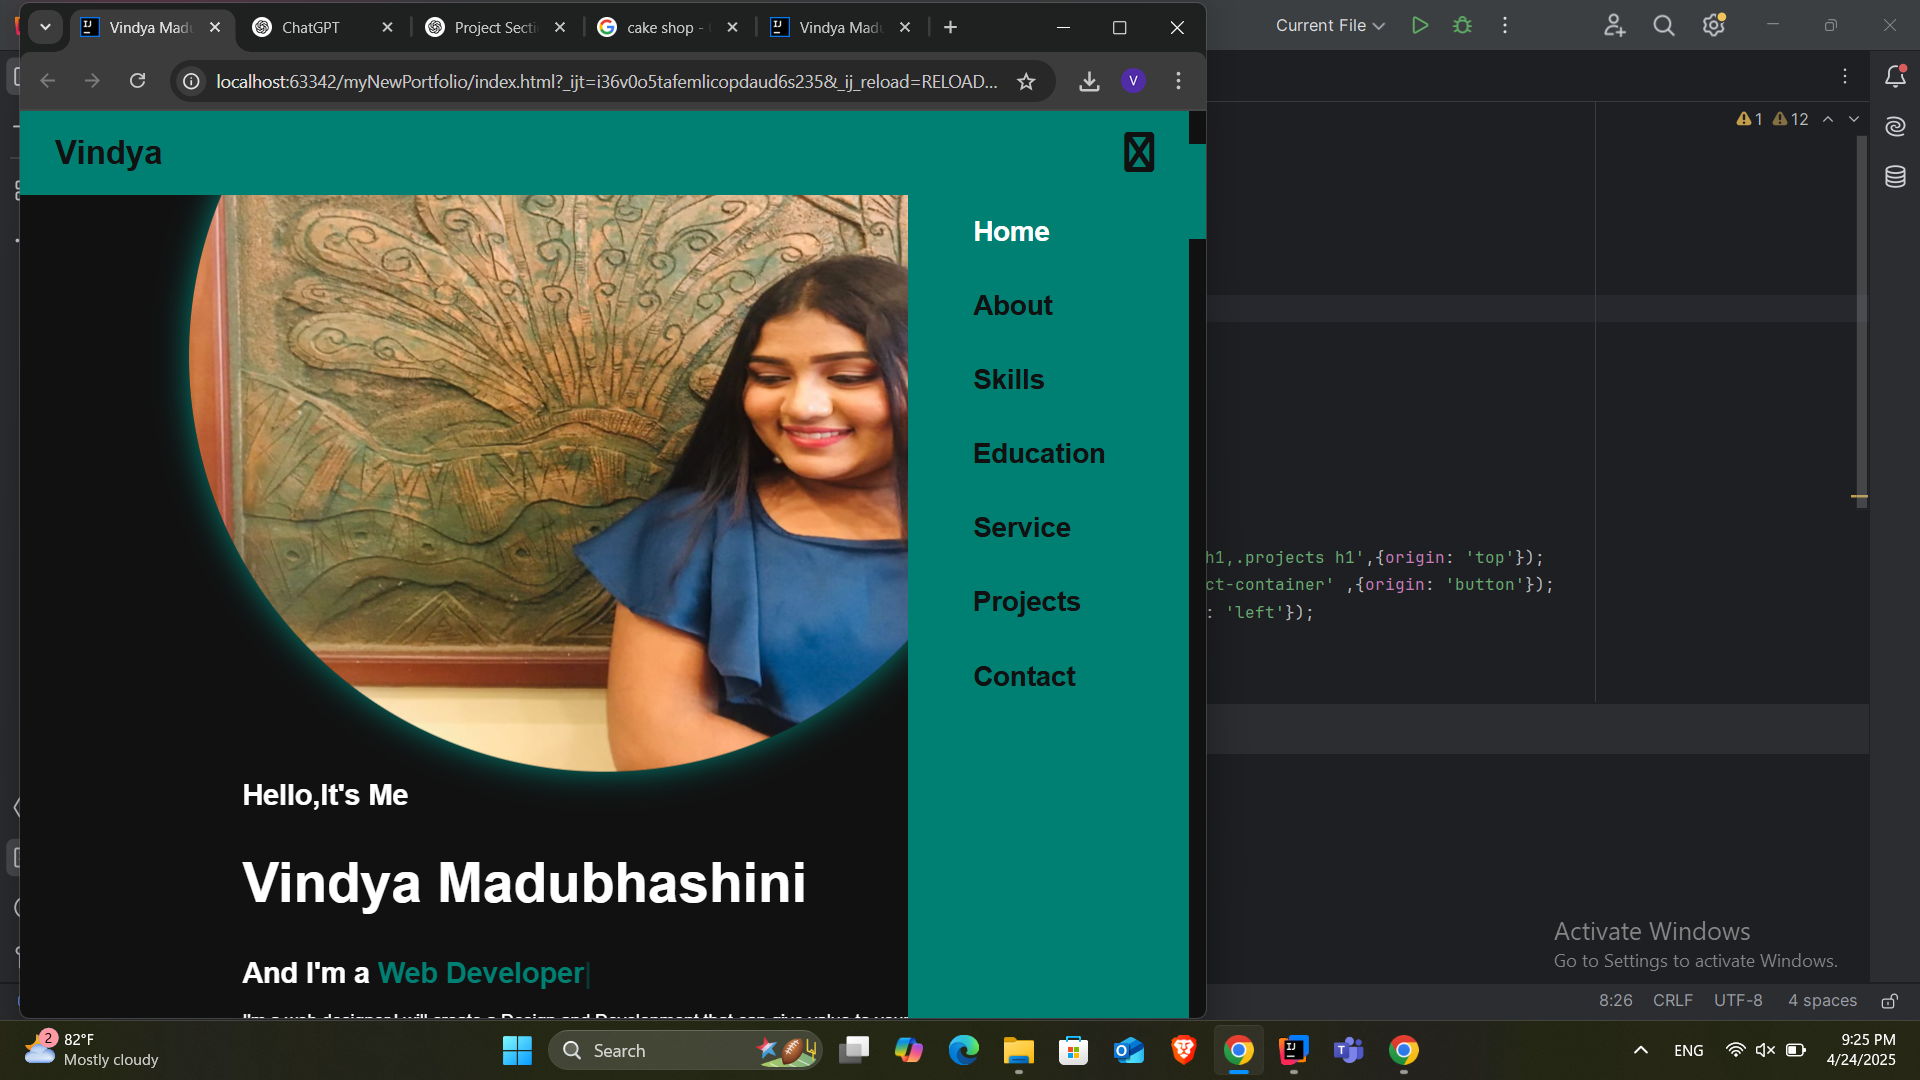 Vindya Mad
ChatGPT
Project Secti
cake shop -
Vindya Mad
localhost:63342/myNewPortfolio/index.html?_ijt=i36v0o5tafemlicopdaud6s235&_ij_reload=RELOAD...
V
Current File
1 12
Vindya
Home
About
Skills
Education
Service
Projects
Contact
Hello,It's Me
Vindya Madubhashini
And I'm a Web Developer|
h1,.projects h1',{origin: 'top'});
ct-container' ,{origin: 'button'});
: 'left'});
Activate Windows
Go to Settings to activate Windows.
8:26 CRLF UTF-8 4 spaces
2
82°F
Mostly cloudy
Search
ENG
9:25 PM
4/24/2025